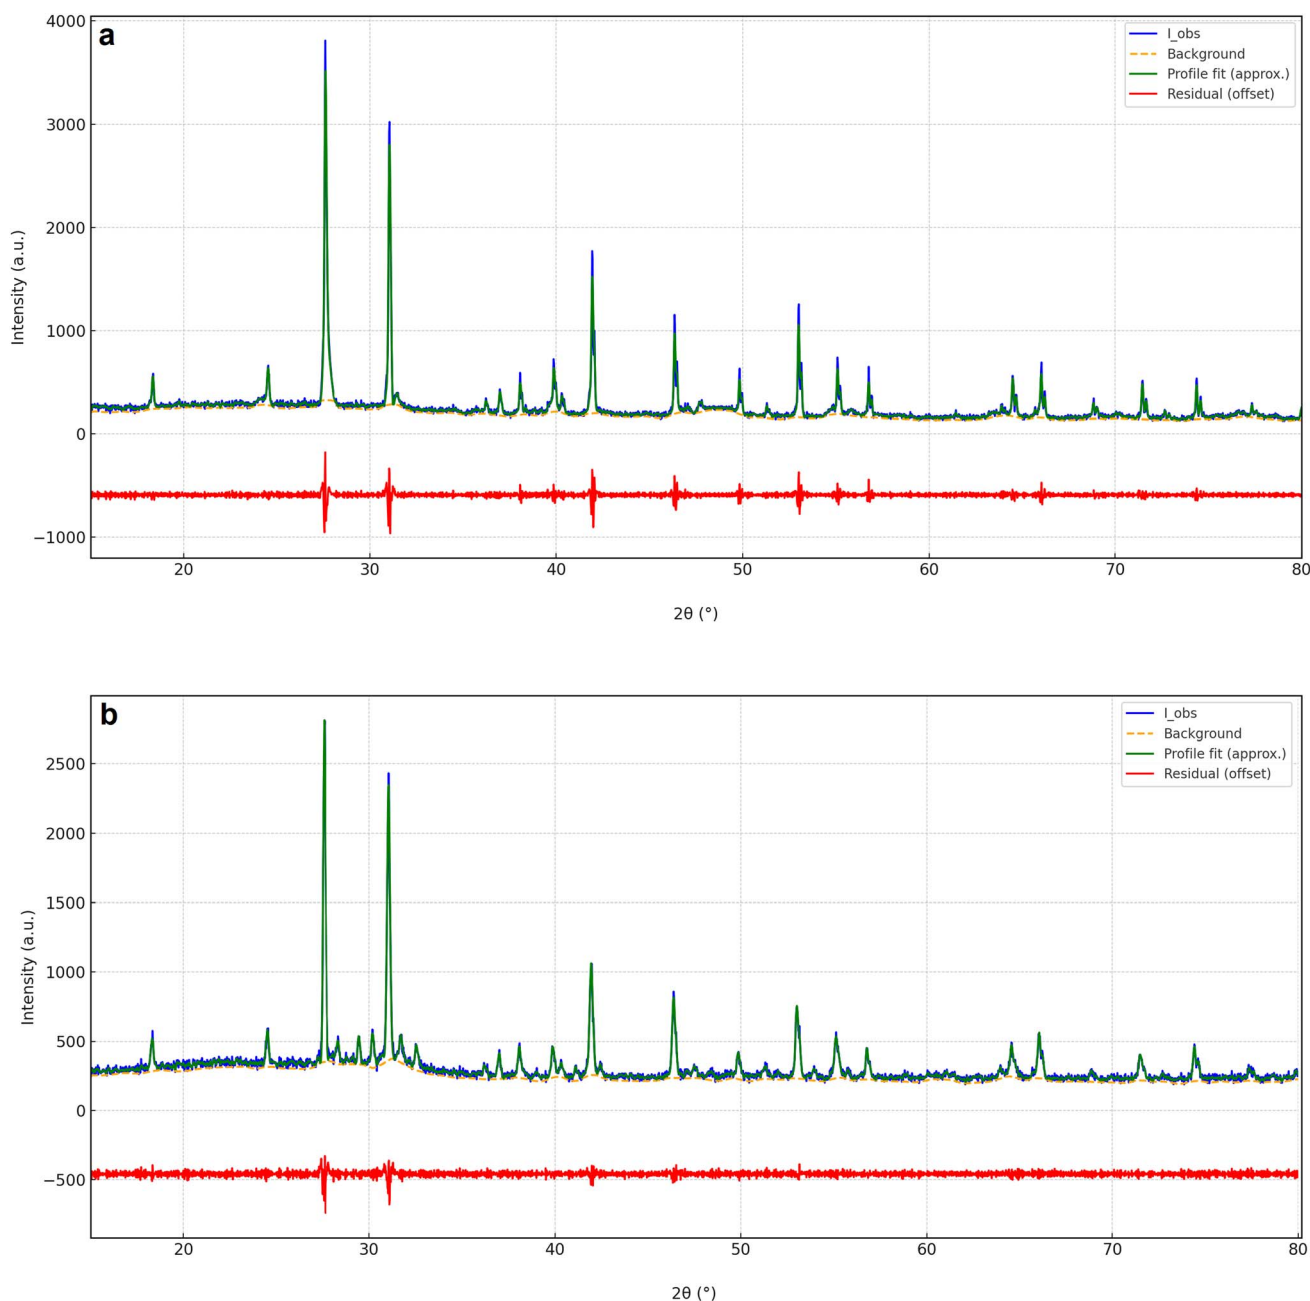 a
I_obs
Background
Profile fit (approx.)
Residual (offset)
Intensity (a.u.)
4000
3000
2000
1000
0
−1000
20 30 40 50 60 70 80
2θ (°)
b
I_obs
Background
Profile fit (approx.)
Residual (offset)
Intensity (a.u.)
2500
2000
1500
1000
500
0
−500
20 30 40 50 60 70 80
2θ (°)